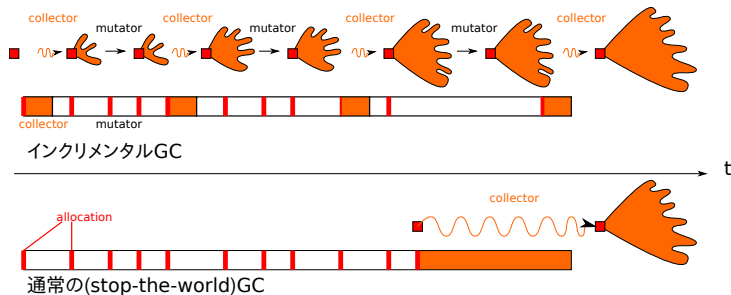 collector mutator collector mutator collector mutator collector
collector mutator
インクリメンタルGC
t
collector
allocation
通常の(stop-the-world)GC